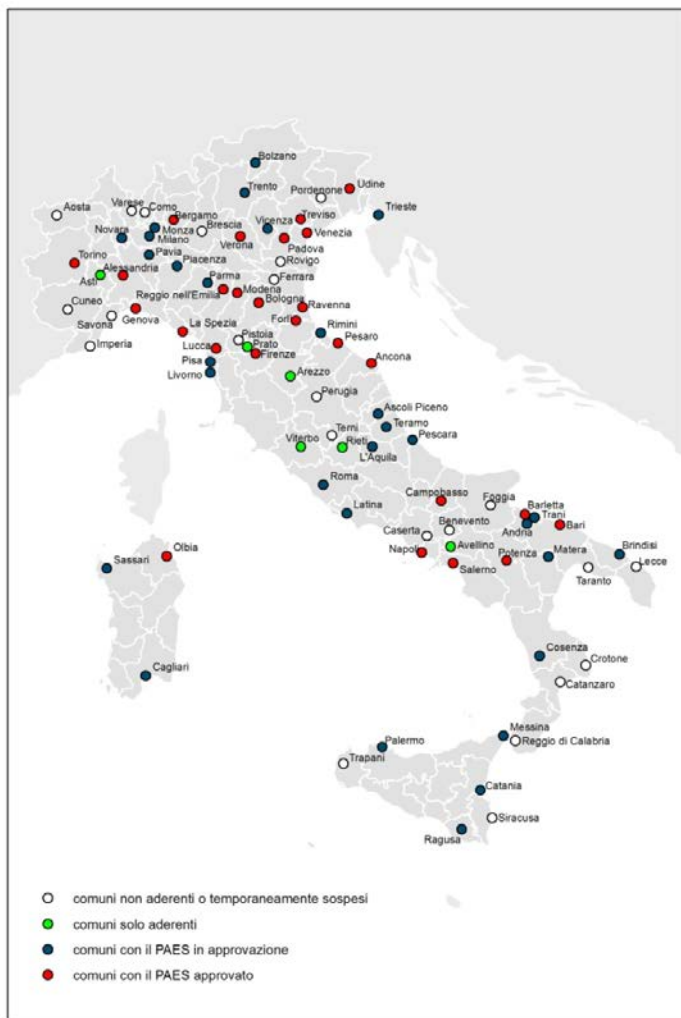 Bolzano
Trento
Pordenone
Udine
Aosta
Varese
Como
Bergamo
Brescia
Vicenza
Treviso
Trieste
Novara
Monza
Milano
Verona
Venezia
Padova
Torino
Pavia
Piacenza
Rovigo
Asti
Alessandria
Parma
Ferrara
Modena
Reggio nell'Emilia
Bologna
Ravenna
Cuneo
Savona
Genova
Forlì
Imperia
La Spezia
Pistoia
Rimini
Lucca
Prato
Pesaro
Firenze
Pisa
Ancona
Livorno
Arezzo
Perugia
Ascoli Piceno
Terni
Teramo
Viterbo
Rieti
Pescara
L'Aquila
Roma
Latina
Campobasso
Foggia
Barletta
Trani
Benevento
Andria
Bari
Caserta
Avellino
Napoli
Potenza
Matera
Brindisi
Salerno
Taranto
Lecce
Sassari
Olbia
Cagliari
Cosenza
Crotone
Catanzaro
Messina
Palermo
Reggio di Calabria
Trapani
Catania
Siracusa
Ragusa
comuni non aderenti o temporaneamente sospesi
comuni solo aderenti
comuni con il PAES in approvazione
comuni con il PAES approvato